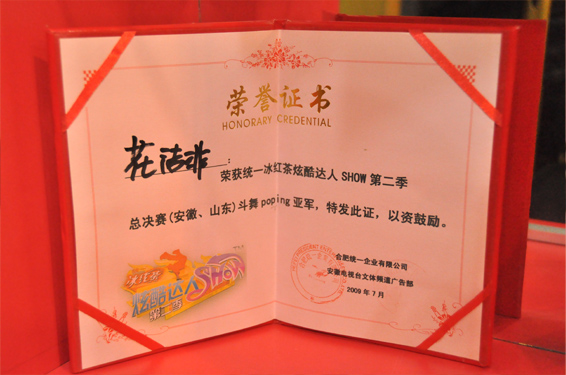 荣誉证书
HONORARY CREDENTIAL
花洁非：
荣获统一冰红茶炫酷达人SHOW第二季
总决赛(安徽、山东)斗舞poping亚军，特发此证，以资鼓励。
冰红茶
炫酷达人SHOW
第二季
合肥统一企业有限公司
安徽电视台文体频道广告部
2009年7月